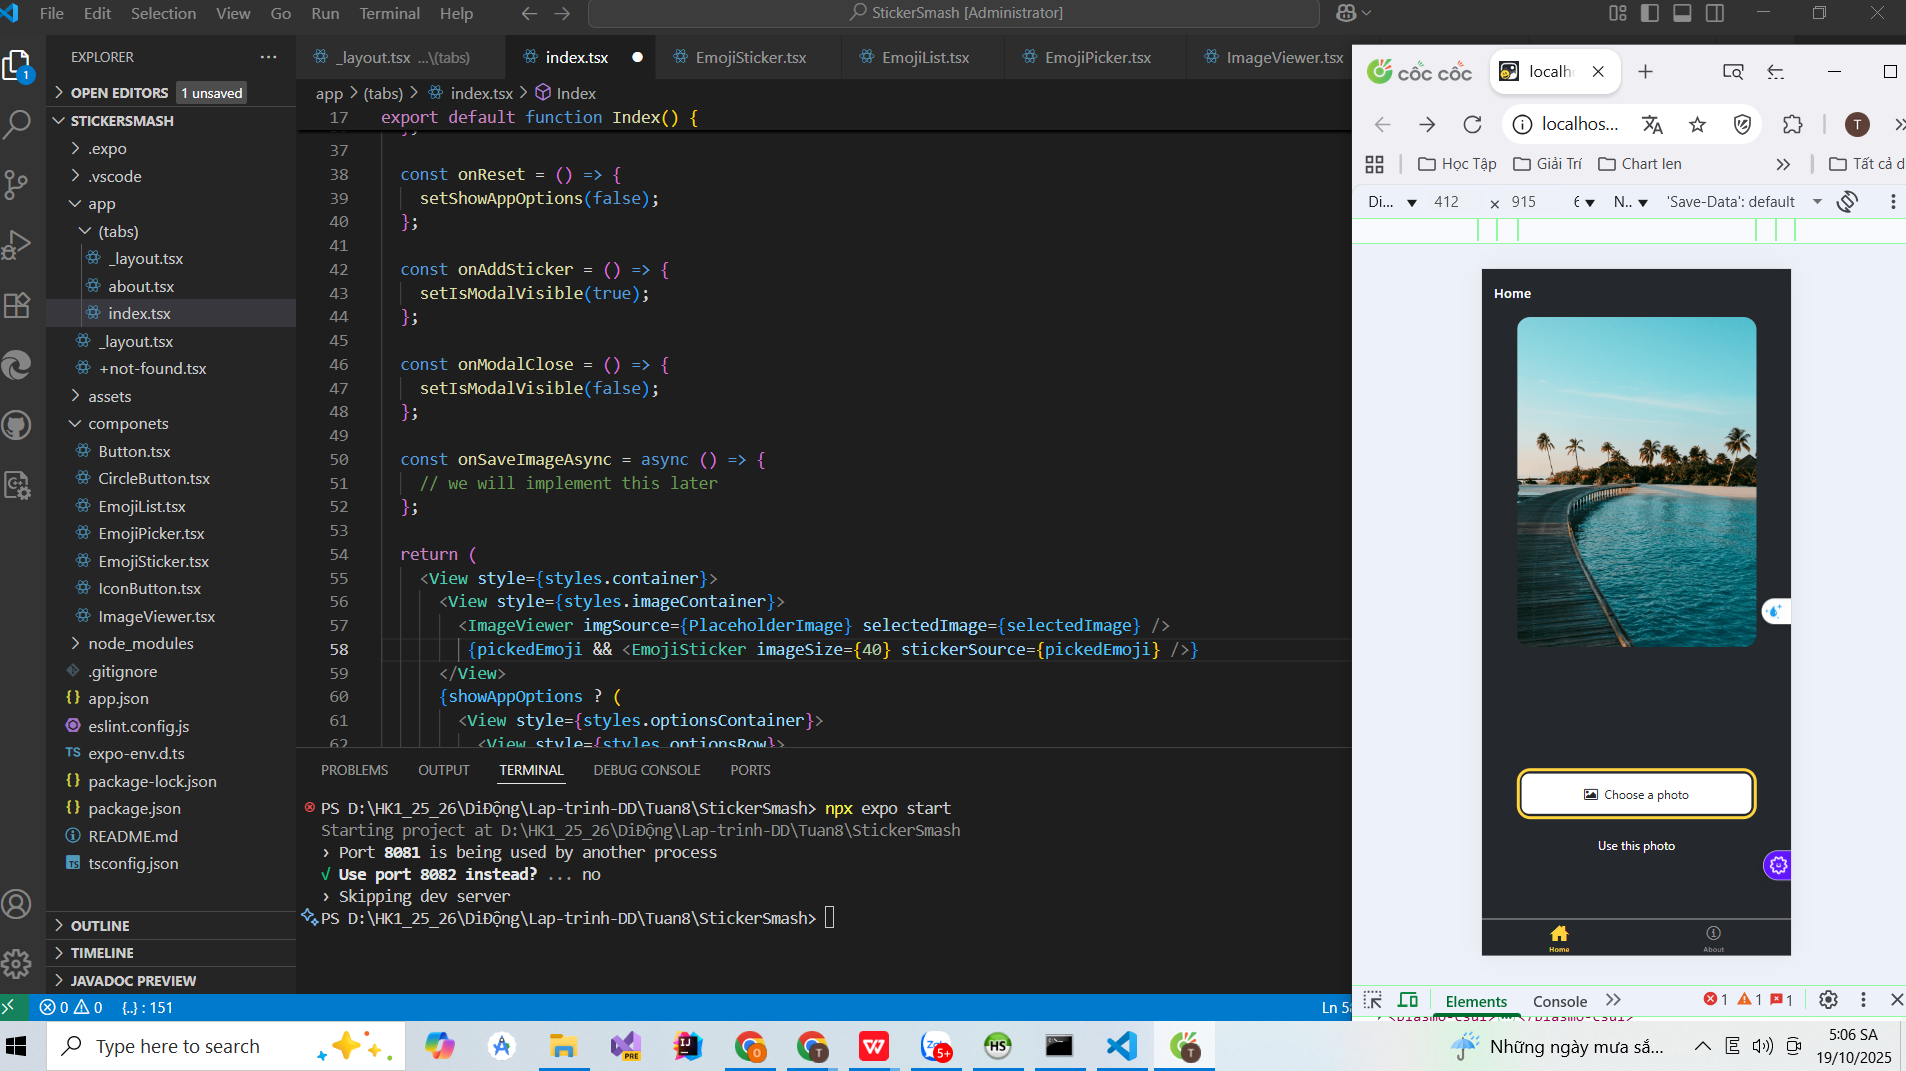 File Edit Selection View Go Run Terminal Help
StickerSmash [Administrator]
EXPLORER
OPEN EDITORS 1 unsaved
STICKERSMASH
.expo
.vscode
app
(tabs)
_layout.tsx
about.tsx
index.tsx
_layout.tsx
+not-found.tsx
assets
componets
Button.tsx
CircleButton.tsx
EmojiList.tsx
EmojiPicker.tsx
EmojiSticker.tsx
IconButton.tsx
ImageViewer.tsx
node_modules
.gitignore
app.json
eslint.config.js
expo-env.d.ts
package-lock.json
package.json
README.md
tsconfig.json
OUTLINE
TIMELINE
JAVADOC PREVIEW
_layout.tsx ...\(tabs) index.tsx EmojiSticker.tsx EmojiList.tsx EmojiPicker.tsx ImageViewer.tsx
app > (tabs) > index.tsx > Index
17 export default function Index() {
37
38 const onReset = () => {
39 setShowAppOptions(false);
40 };
41
42 const onAddSticker = () => {
43 setIsModalVisible(true);
44 };
45
46 const onModalClose = () => {
47 setIsModalVisible(false);
48 };
49
50 const onSaveImageAsync = async () => {
51 // we will implement this later
52 };
53
54 return (
55 <View style={styles.container}>
56 <View style={styles.imageContainer}>
57 <ImageViewer imgSource={PlaceholderImage} selectedImage={selectedImage} />
58 {pickedEmoji && <EmojiSticker imageSize={40} stickerSource={pickedEmoji} />}
59 </View>
60 {showAppOptions ? (
61 <View style={styles.optionsContainer}>
62 <View style={styles.optionsRow}>
PROBLEMS OUTPUT TERMINAL DEBUG CONSOLE PORTS
PS D:\HK1_25_26\DiĐộng\Lap-trinh-DD\Tuan8\StickerSmash> npx expo start
Starting project at D:\HK1_25_26\DiĐộng\Lap-trinh-DD\Tuan8\StickerSmash
› Port 8081 is being used by another process
√ Use port 8082 instead? ... no
› Skipping dev server
PS D:\HK1_25_26\DiĐộng\Lap-trinh-DD\Tuan8\StickerSmash>
0 0 {..} : 151
cốc cốc localh
localhos... T
Học Tập Giải Trí Chart len Tất cả d
Di... 412 × 915 N.. 'Save-Data': default
Home
Choose a photo
Use this photo
Home About
Elements Console 1 1 1
Type here to search
Những ngày mưa sắ...
5:06 SA
19/10/2025